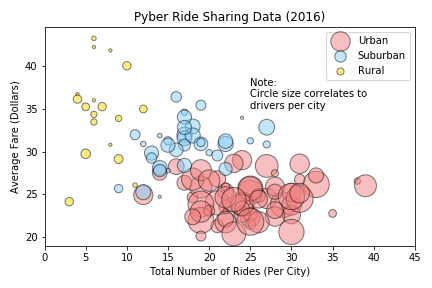 Pyber Ride Sharing Data (2016)
Urban
Suburban
Rural
Note:
Circle size correlates to
drivers per city
Average Fare (Dollars)
40
35
30
25
20
0 5 10 15 20 25 30 35 40 45
Total Number of Rides (Per City)